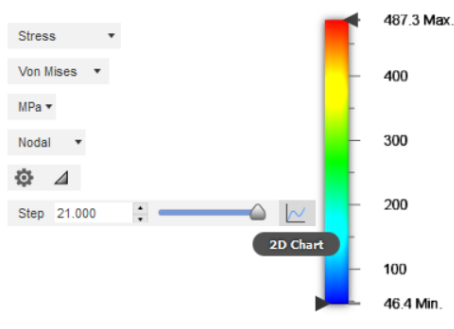 Stress
Von Mises
MPa
Nodal
Step 21.000
2D Chart
487.3 Max.
400
300
200
100
46.4 Min.